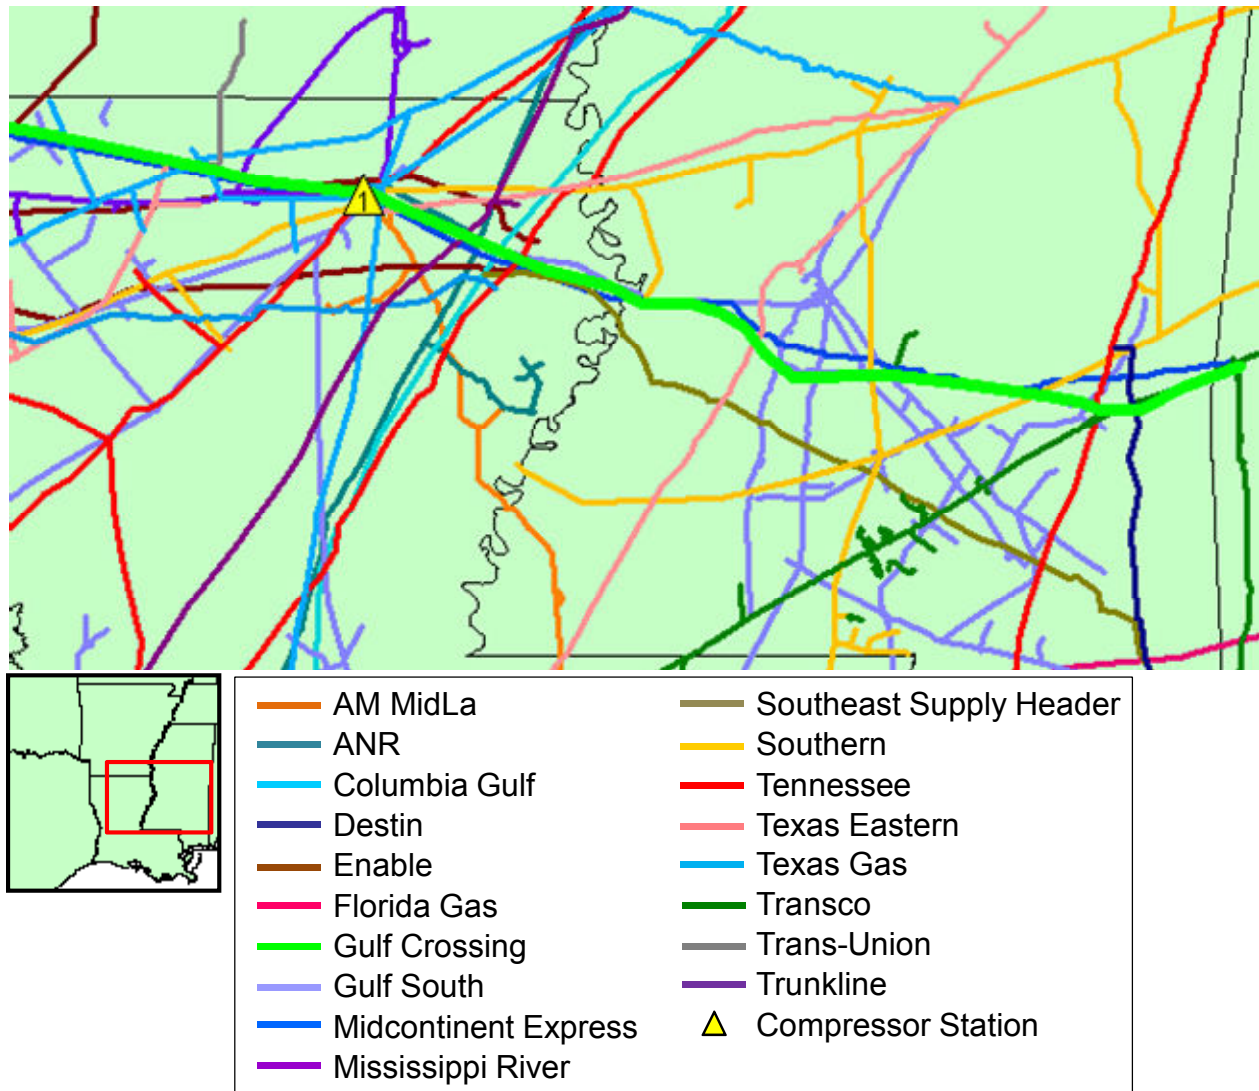 1
AM MidLa
ANR
Columbia Gulf
Destin
Enable
Florida Gas
Gulf Crossing
Gulf South
Midcontinent Express
Mississippi River
Southeast Supply Header
Southern
Tennessee
Texas Eastern
Texas Gas
Transco
Trans-Union
Trunkline
Compressor Station